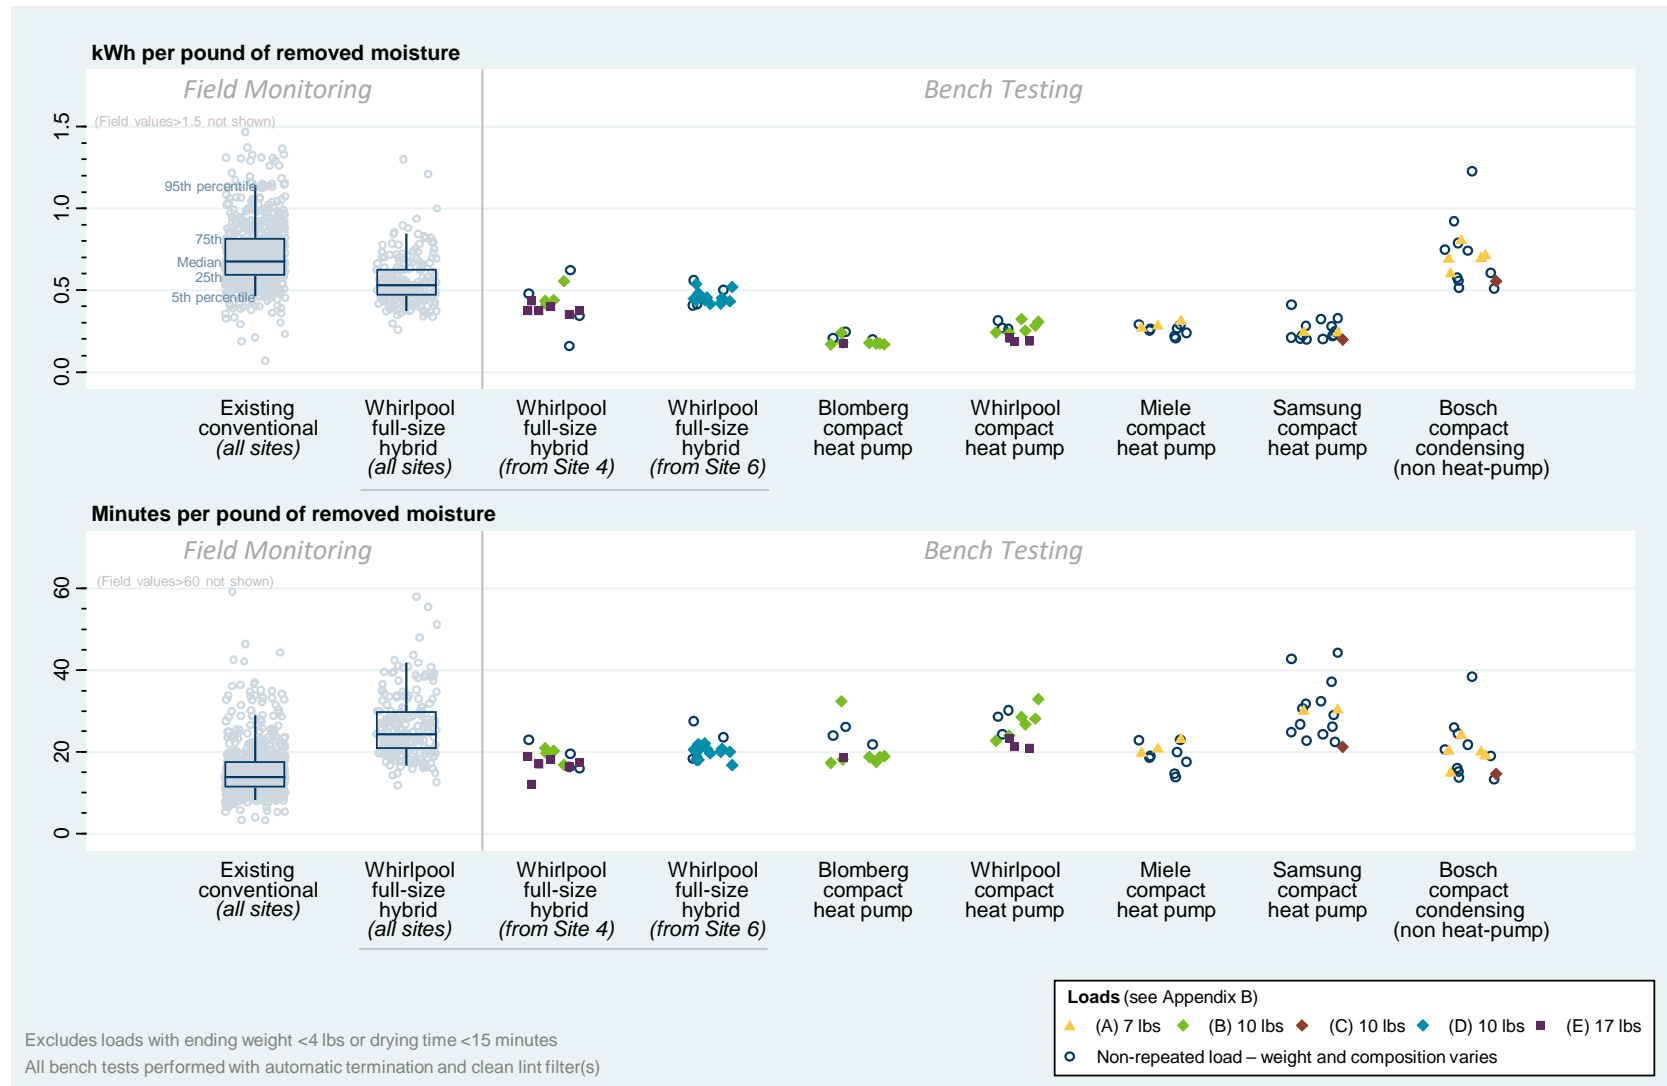 kWh per pound of removed moisture
Field Monitoring
Bench Testing
(Field values>1.5 not shown)
1.5
1.0
0.5
0.0
95th percentile
75th
Median
25th
5th percentile
Existing
conventional
(all sites)
Whirlpool
full-size
hybrid
(all sites)
Whirlpool
full-size
hybrid
(from Site 4)
Whirlpool
full-size
hybrid
(from Site 6)
Blomberg
compact
heat pump
Whirlpool
compact
heat pump
Miele
compact
heat pump
Samsung
compact
heat pump
Bosch
compact
condensing
(non heat-pump)
Minutes per pound of removed moisture
Field Monitoring
Bench Testing
(Field values>60 not shown)
60
40
20
0
Existing
conventional
(all sites)
Whirlpool
full-size
hybrid
(all sites)
Whirlpool
full-size
hybrid
(from Site 4)
Whirlpool
full-size
hybrid
(from Site 6)
Blomberg
compact
heat pump
Whirlpool
compact
heat pump
Miele
compact
heat pump
Samsung
compact
heat pump
Bosch
compact
condensing
(non heat-pump)
Loads (see Appendix B)
(A) 7 lbs (B) 10 lbs (C) 10 lbs (D) 10 lbs (E) 17 lbs
Non-repeated load – weight and composition varies
Excludes loads with ending weight <4 lbs or drying time <15 minutes
All bench tests performed with automatic termination and clean lint filter(s)